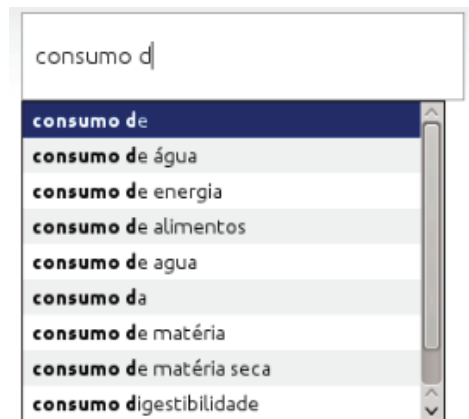 consumo d
consumo de
consumo de água
consumo de energia
consumo de alimentos
consumo de agua
consumo da
consumo de matéria
consumo de matéria seca
consumo digestibilidade